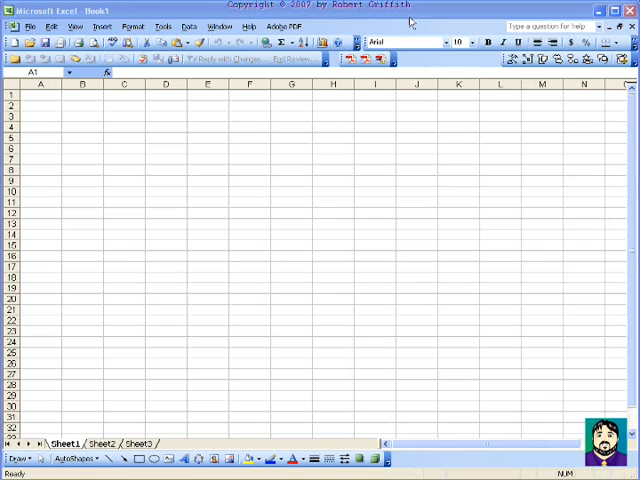 Copyright © 2007 by Robert Griffith
Microsoft Excel - Book1
File Edit View Insert Format Tools Data Window Help Adobe PDF
Type a question for help
Arial 10 B I U $ %
Reply with Changes... End Review...
A1 fx
A B C D E F G H I J K L M N
1
2
3
4
5
6
7
8
9
10
11
12
13
14
15
16
17
18
19
20
21
22
23
24
25
26
27
28
29
30
31
32
Sheet1 Sheet2 Sheet3
Draw AutoShapes
Ready NUM